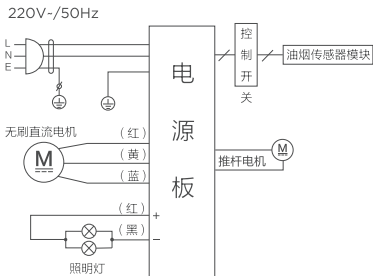 220V~/50Hz
L
N
E
控制开关
油烟传感器模块
电源板
无刷直流电机
M
(红)
(黄)
(蓝)
M
推杆电机
(红)
+
(黑)
−
照明灯